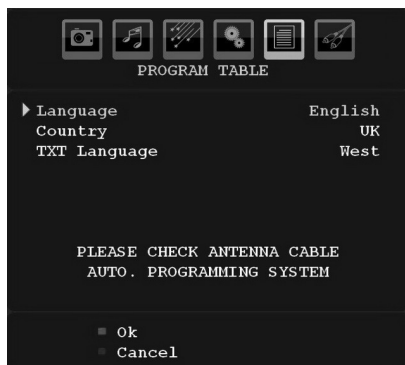 PROGRAM TABLE
Language English
Country UK
TXT Language West
PLEASE CHECK ANTENNA CABLE
AUTO. PROGRAMMING SYSTEM
Ok
Cancel